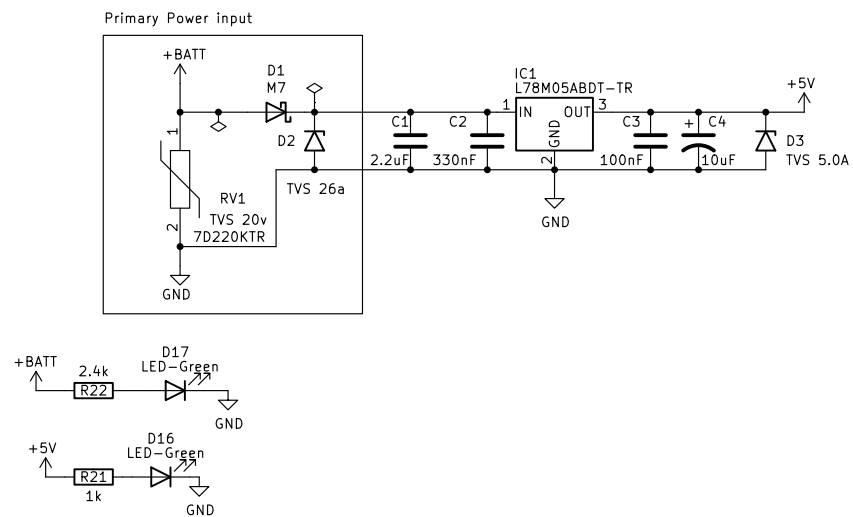 Primary Power input
+BATT
D1
M7
IC1
L78M05ABDT-TR
+5V
1
IN
OUT
3
C1
C2
C3
+
C4
D2
GND
D3
1
2.2uF
330nF
2
100nF
10uF
TVS 5.0A
TVS 26a
RV1
TVS 20v
2
7D220KTR
GND
GND
D17
LED-Green
+BATT
2.4k
R22
GND
D16
LED-Green
+5V
R21
1k
GND